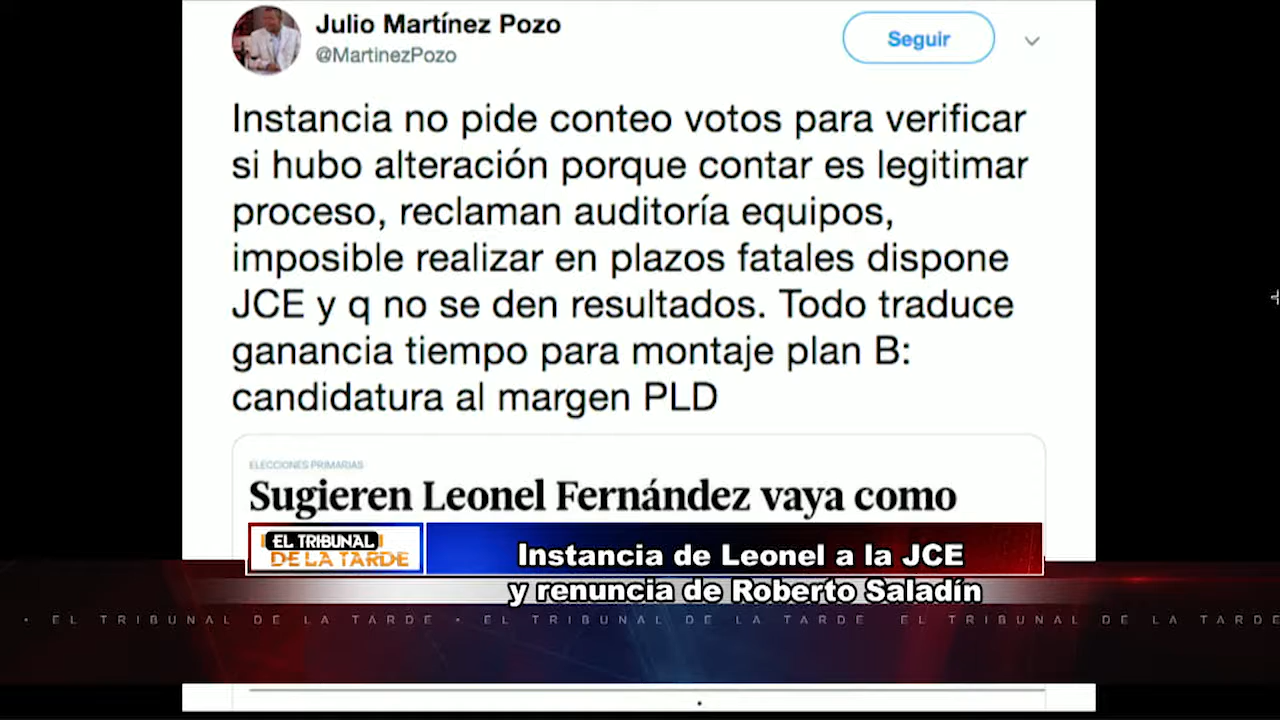 Julio Martínez Pozo
@MartinezPozo
Seguir
Instancia no pide conteo votos para verificar
si hubo alteración porque contar es legitimar
proceso, reclaman auditoría equipos,
imposible realizar en plazos fatales dispone
JCE y q no se den resultados. Todo traduce
ganancia tiempo para montaje plan B:
candidatura al margen PLD
ELECCIONES PRIMARIAS
Sugieren Leonel Fernández vaya como
EL TRIBUNAL
DE LA TARDE
Instancia de Leonel a la JCE
y renuncia de Roberto Saladín
• EL TRIBUNAL DE LA TARDE • EL TRIBUNAL DE LA TARDE EL TRIBUNAL DE LA TARDE